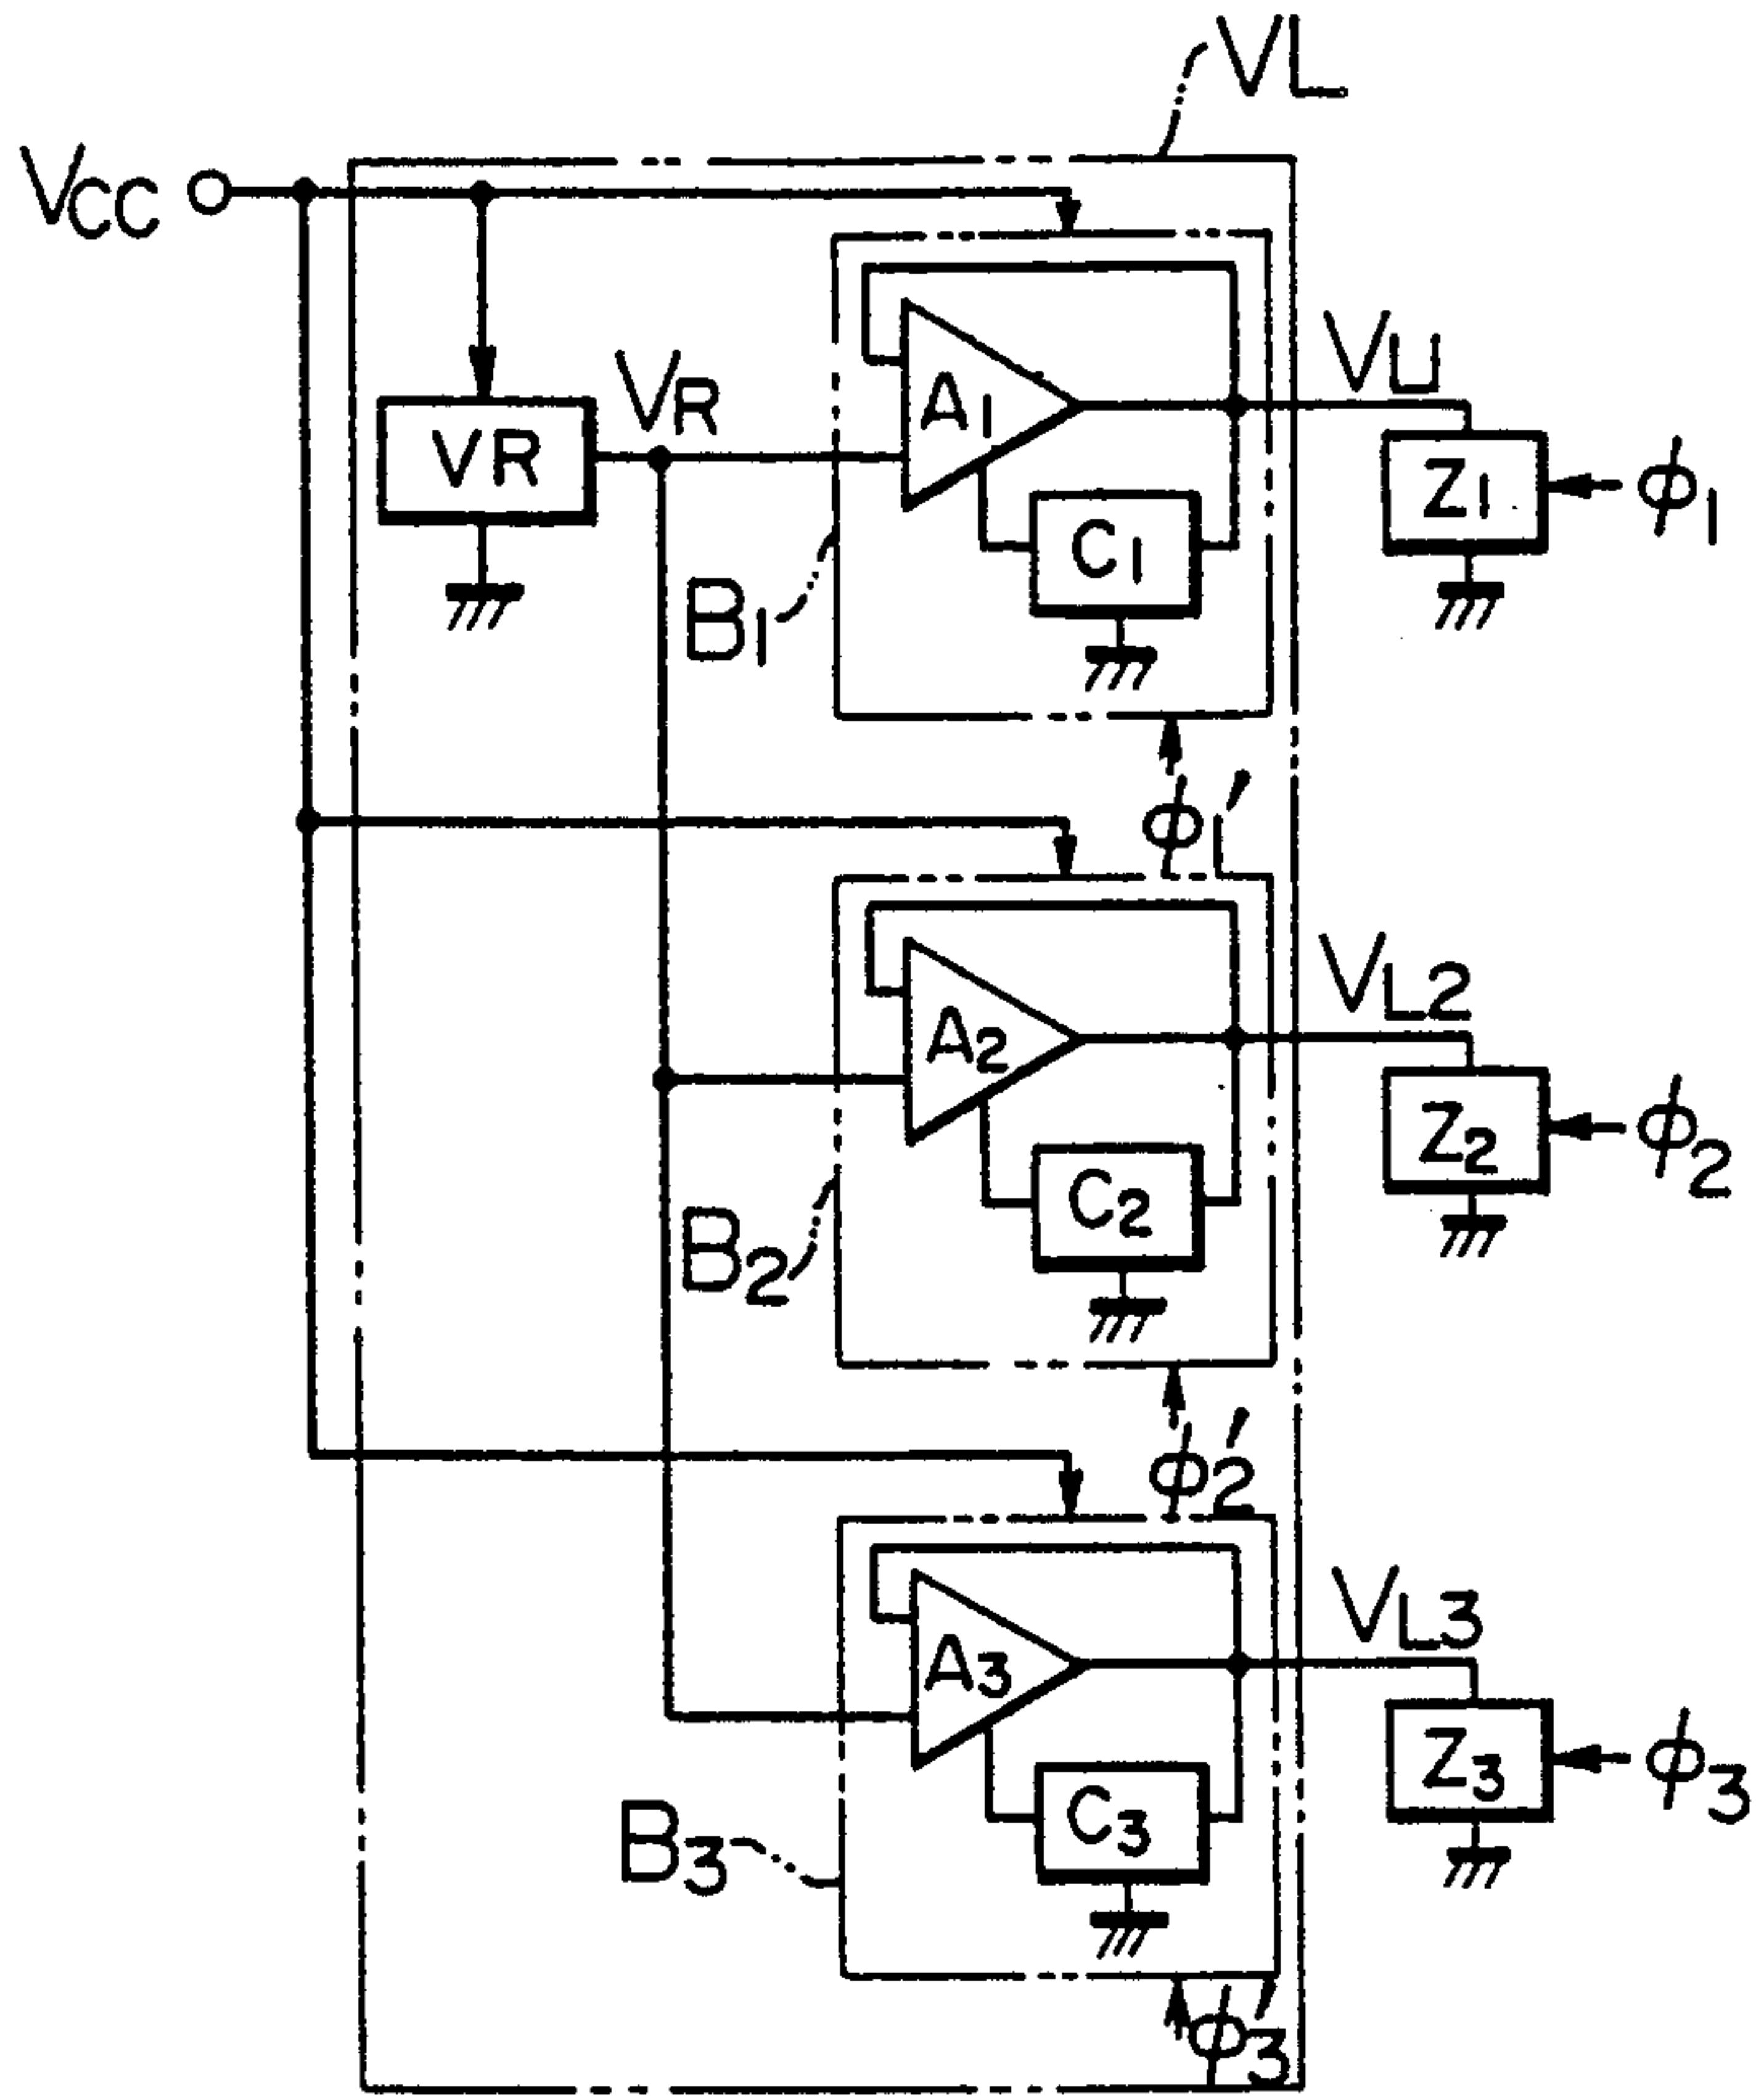 VL
VCC
VL1
VR
VR
A1
Z1
ϕ1
C1
B1
ϕ1'
VL2
A2
Z2
ϕ2
C2
B2
ϕ2'
VL3
A3
Z3
ϕ3
C3
B3
ϕ3'